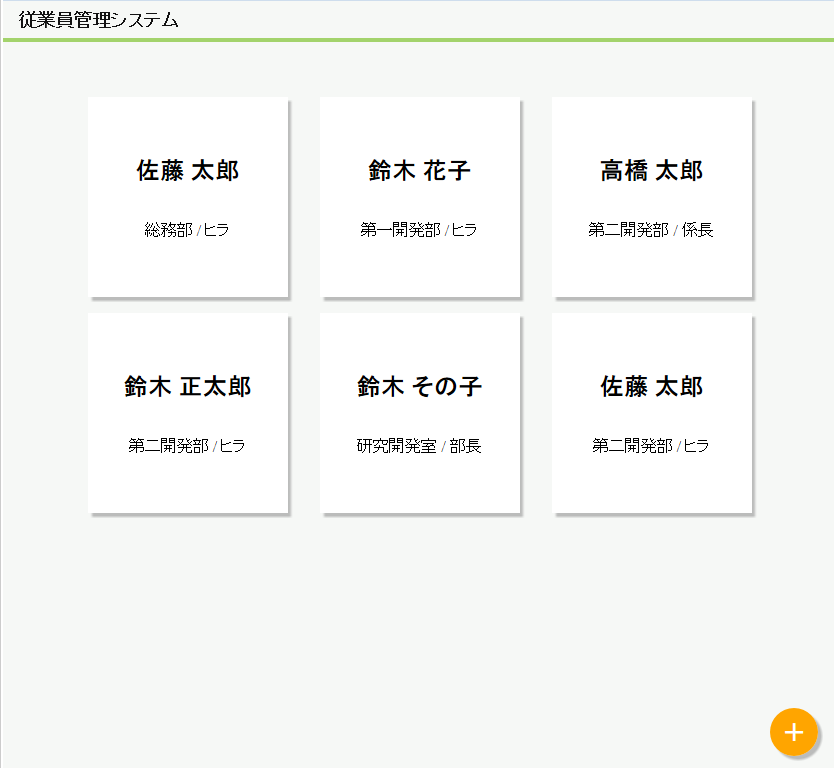 従業員管理システム
佐藤 太郎
総務部 / ヒラ
鈴木 花子
第一開発部 / ヒラ
高橋 太郎
第二開発部 / 係長
鈴木 正太郎
第二開発部 / ヒラ
鈴木 その子
研究開発室 / 部長
佐藤 太郎
第二開発部 / ヒラ
+